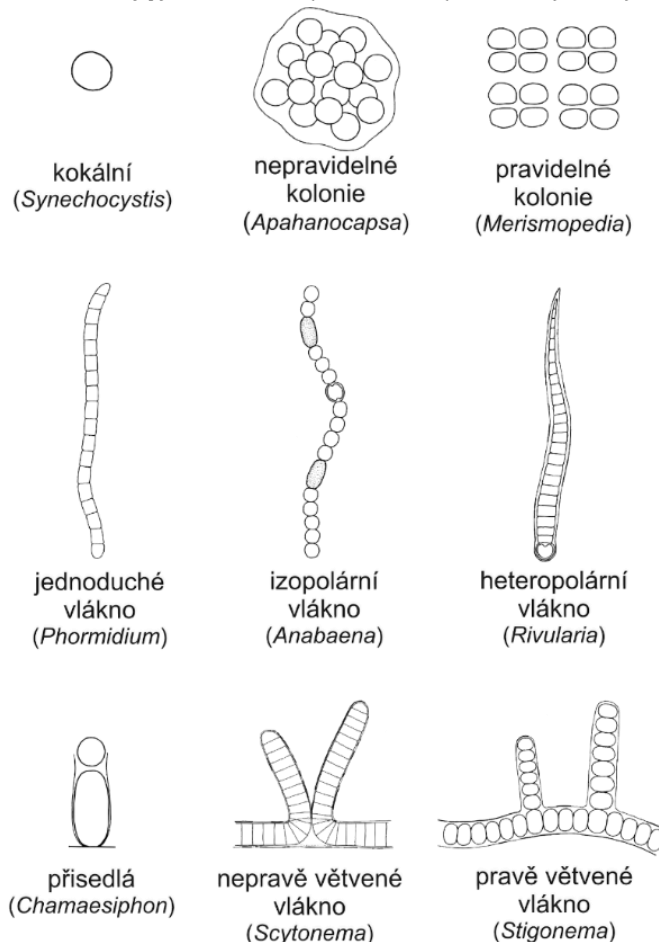 kokální
(Synechocystis)
nepravidelné
kolonie
(Apahanocapsa)
pravidelné
kolonie
(Merismopedia)
jednoduché
vlákno
(Phormidium)
izopolární
vlákno
(Anabaena)
heteropolární
vlákno
(Rivularia)
přisedlá
(Chamaesiphon)
nepravě větvené
vlákno
(Scytonema)
pravě větvené
vlákno
(Stigonema)